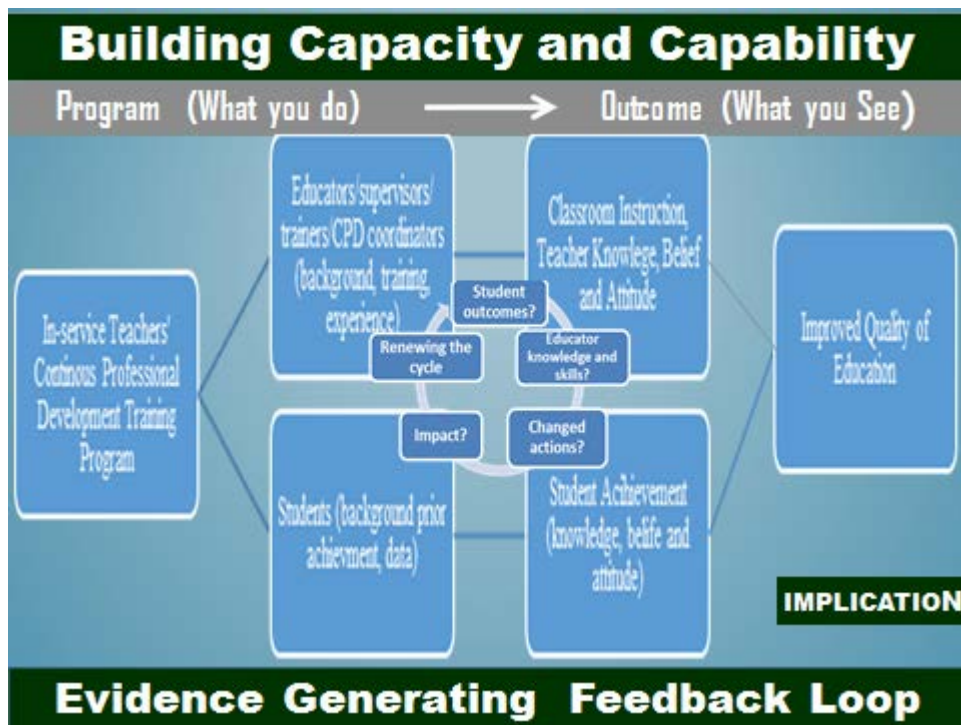 Building Capacity and Capability
Program (What you do)
Outcome (What you See)
In-service Teachers'
Continous Professional
Development Training
Program
Educators/supervisors/
trainers/CPD coordinators
(background, training,
experience)
Students (background prior
achievment, data)
Classroom Instruction,
Teacher Knowlege, Belief
and Attitude
Student Acihievement
(knowledge, belife and
attitude)
Student
outcomes?
Educator
knowledge and
skills?
Changed
actions?
Impact?
Renewing the
cycle
Improved Quality of
Education
IMPLICATION
Evidence Generating Feedback Loop